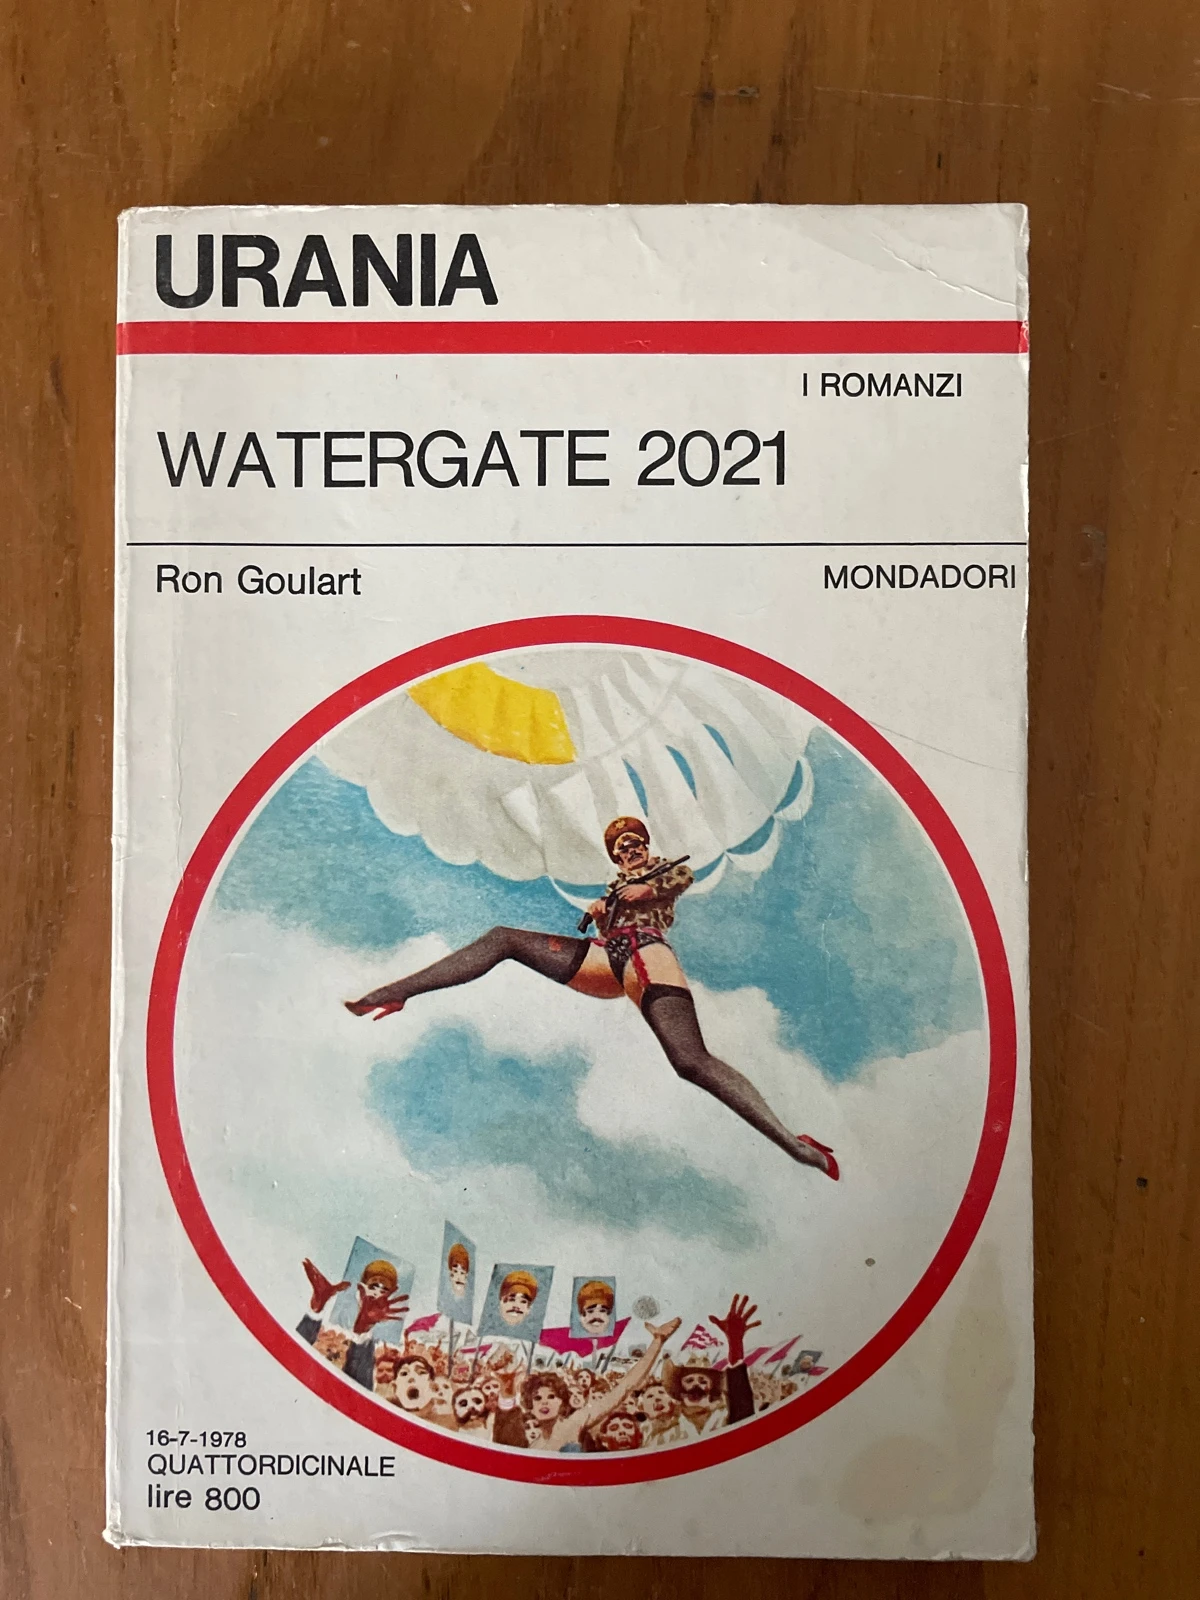 URANIA
I ROMANZI
WATERGATE 2021
Ron Goulart
MONDADORI
16-7-1978
QUATTORDICINALE
lire 800